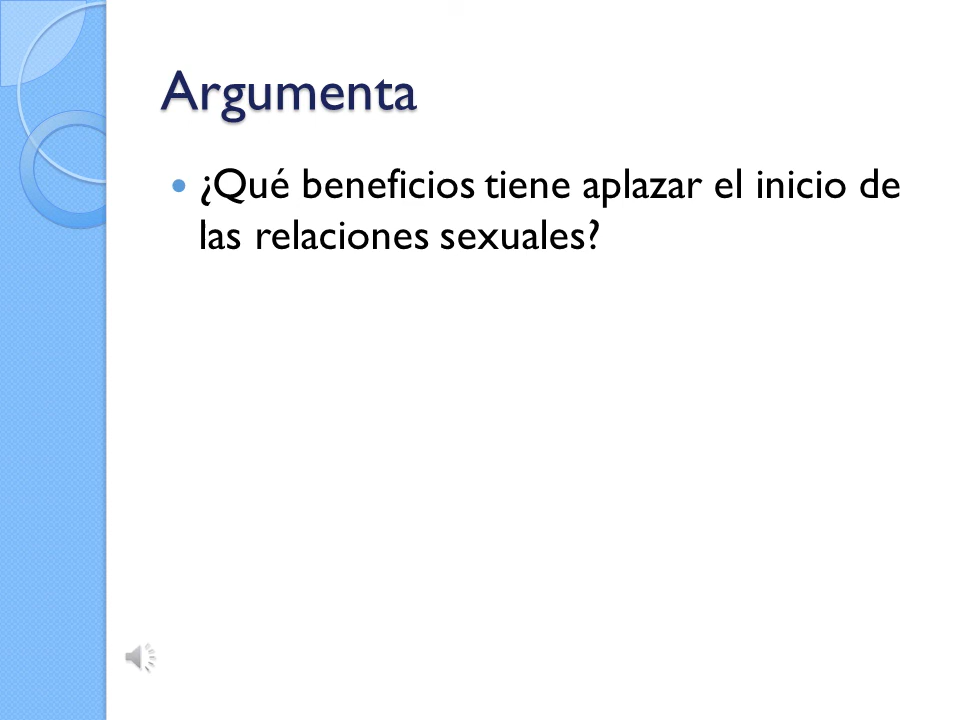 Argumenta
¿Qué beneficios tiene aplazar el inicio de
las relaciones sexuales?